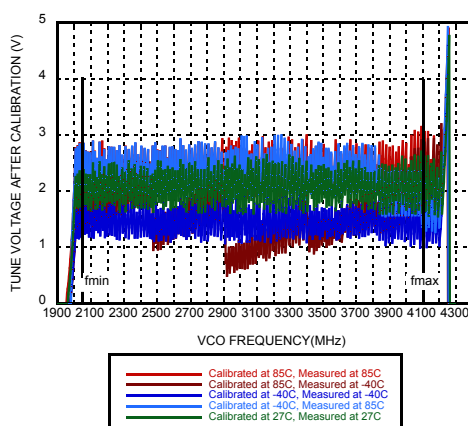 TUNE VOLTAGE AFTER CALIBRATION (V)
5
4
3
2
1
0
fmin
fmax
1900 2100 2300 2500 2700 2900 3100 3300 3500 3700 3900 4100 4300
VCO FREQUENCY(MHz)
Calibrated at 85C, Measured at 85C
Calibrated at 85C, Measured at -40C
Calibrated at -40C, Measured at -40C
Calibrated at -40C, Measured at 85C
Calibrated at 27C, Measured at 27C